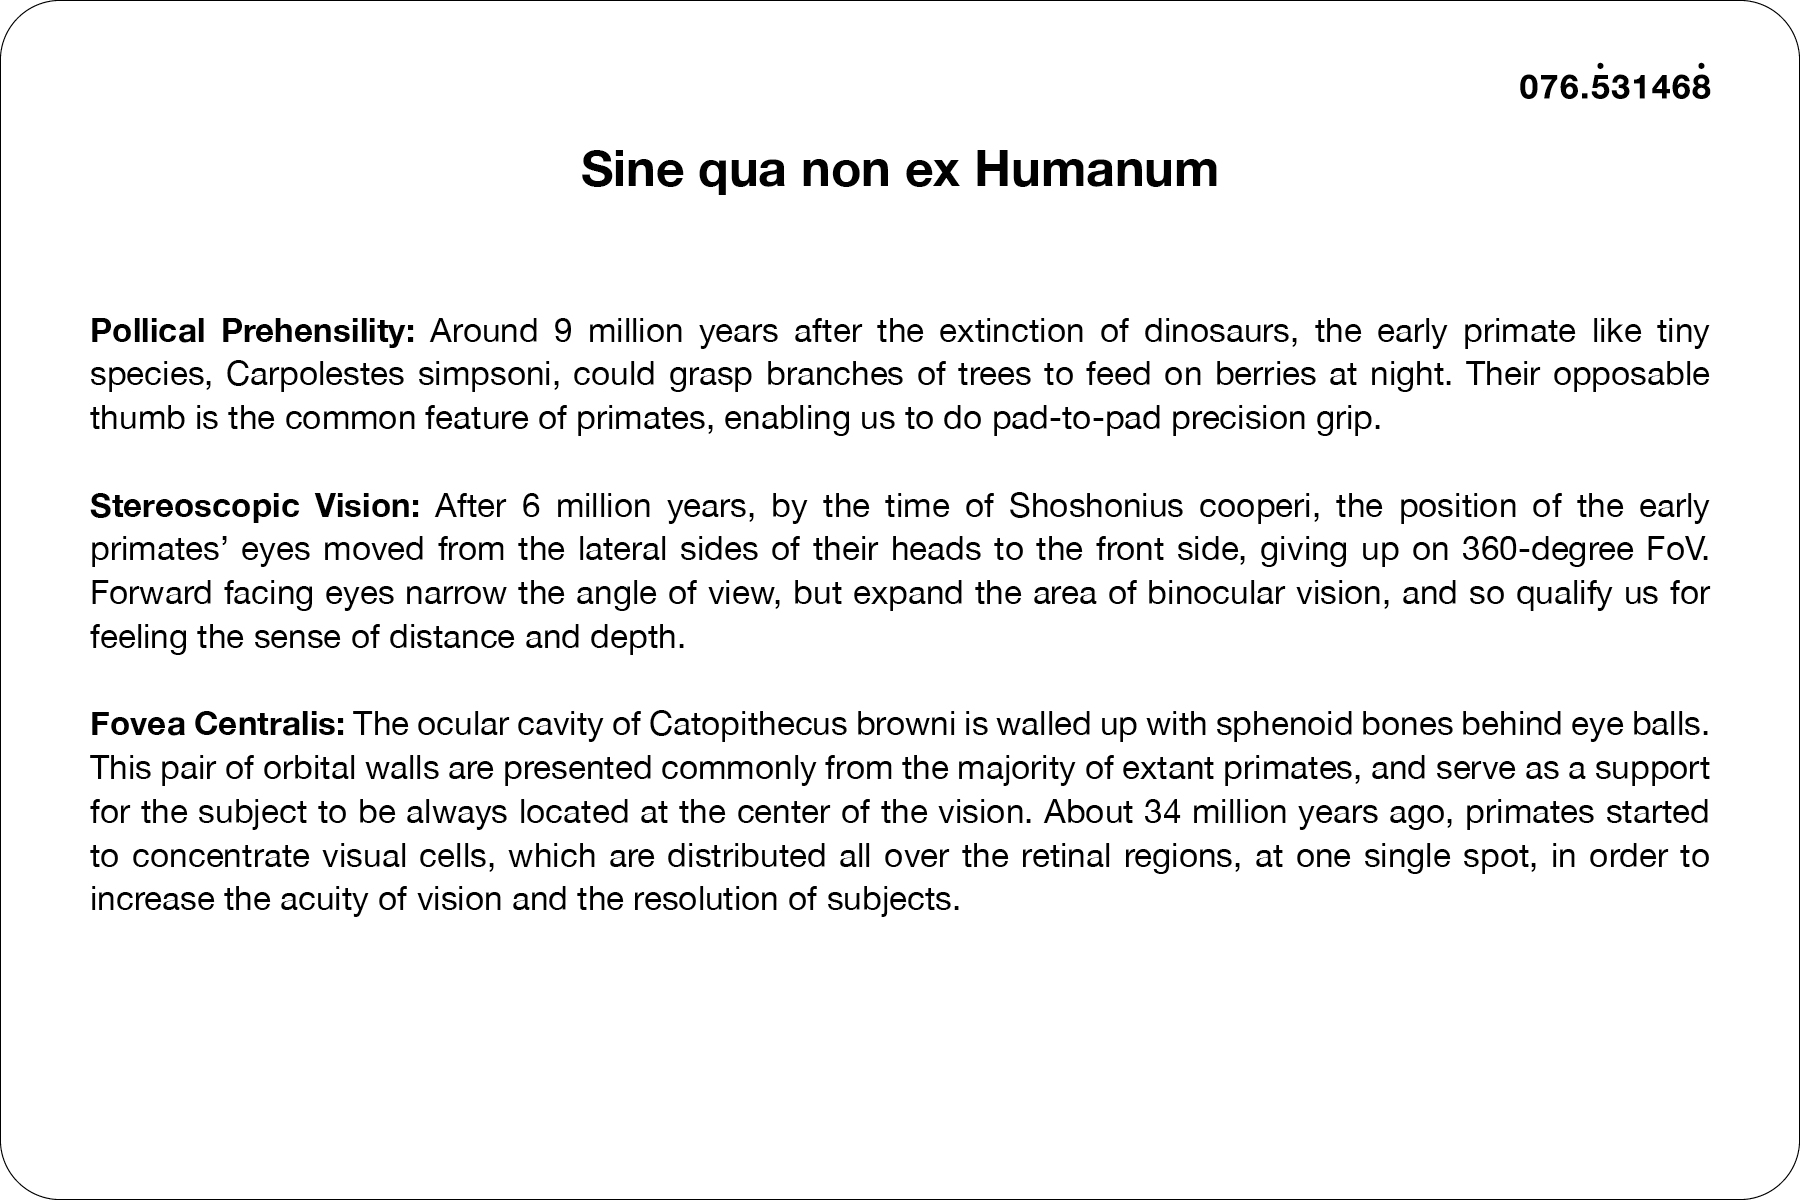 076.5̇31468̇
Sine qua non ex Humanum
Pollical Prehensility: Around 9 million years after the extinction of dinosaurs, the early primate like tiny
species, Carpolestes simpsoni, could grasp branches of trees to feed on berries at night. Their opposable
thumb is the common feature of primates, enabling us to do pad-to-pad precision grip.
Stereoscopic Vision: After 6 million years, by the time of Shoshonius cooperi, the position of the early
primates’ eyes moved from the lateral sides of their heads to the front side, giving up on 360-degree FoV.
Forward facing eyes narrow the angle of view, but expand the area of binocular vision, and so qualify us for
feeling the sense of distance and depth.
Fovea Centralis: The ocular cavity of Catopithecus browni is walled up with sphenoid bones behind eye balls.
This pair of orbital walls are presented commonly from the majority of extant primates, and serve as a support
for the subject to be always located at the center of the vision. About 34 million years ago, primates started
to concentrate visual cells, which are distributed all over the retinal regions, at one single spot, in order to
increase the acuity of vision and the resolution of subjects.